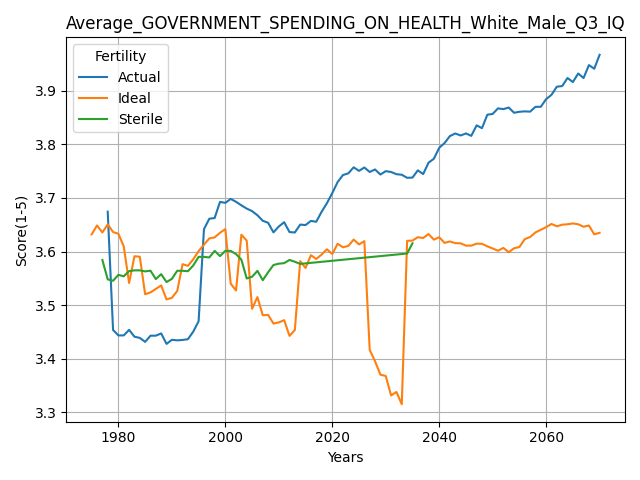 Average_GOVERNMENT_SPENDING_ON_HEALTH_White_Male_Q3_IQ
Fertility
Actual
Ideal
Sterile
Score(1-5)
3.9
3.8
3.7
3.6
3.5
3.4
3.3
1980 2000 2020 2040 2060
Years